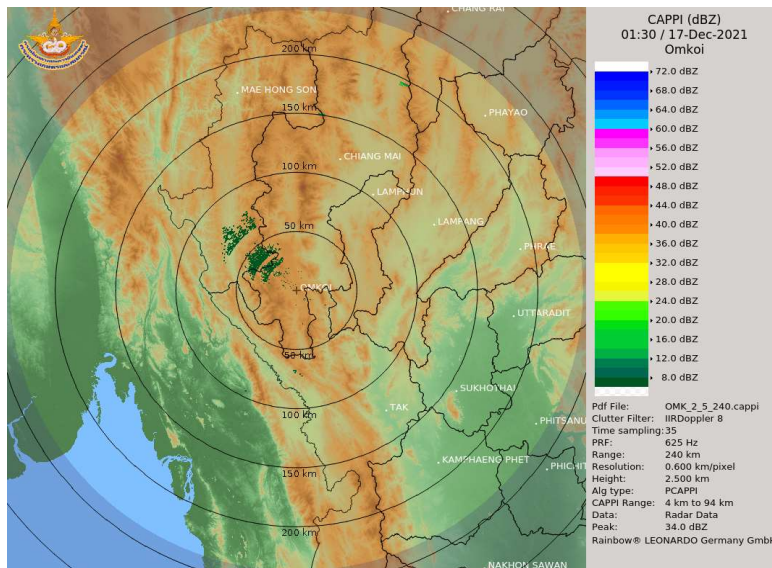 CHANG RAI
200 km
MAE HONG SON
150 km
PHAYAO
CHIANG MAI
100 km
LAMPHUN
50 km
LAMPANG
PHRAE
OMKOI
UTTARADIT
50 km
SUKHOTHAI
100 km
TAK
PHITSANU
KAMPHAENG PHET
PHICHIT
150 km
200 km
NAKHON SAWAN
CAPPI (dBZ)
01:30 / 17-Dec-2021
Omkoi
72.0 dBZ
68.0 dBZ
64.0 dBZ
60.0 dBZ
56.0 dBZ
52.0 dBZ
48.0 dBZ
44.0 dBZ
40.0 dBZ
36.0 dBZ
32.0 dBZ
28.0 dBZ
24.0 dBZ
20.0 dBZ
16.0 dBZ
12.0 dBZ
8.0 dBZ
Pdf File: OMK_2_5_240.cappi
Clutter Filter: IIRDoppler 8
Time sampling:35
PRF: 625 Hz
Range: 240 km
Resolution: 0.600 km/pixel
Height: 2.500 km
Alg type: PCAPPI
CAPPI Range: 4 km to 94 km
Data: Radar Data
Peak: 34.0 dBZ
Rainbow® LEONARDO Germany GmbH